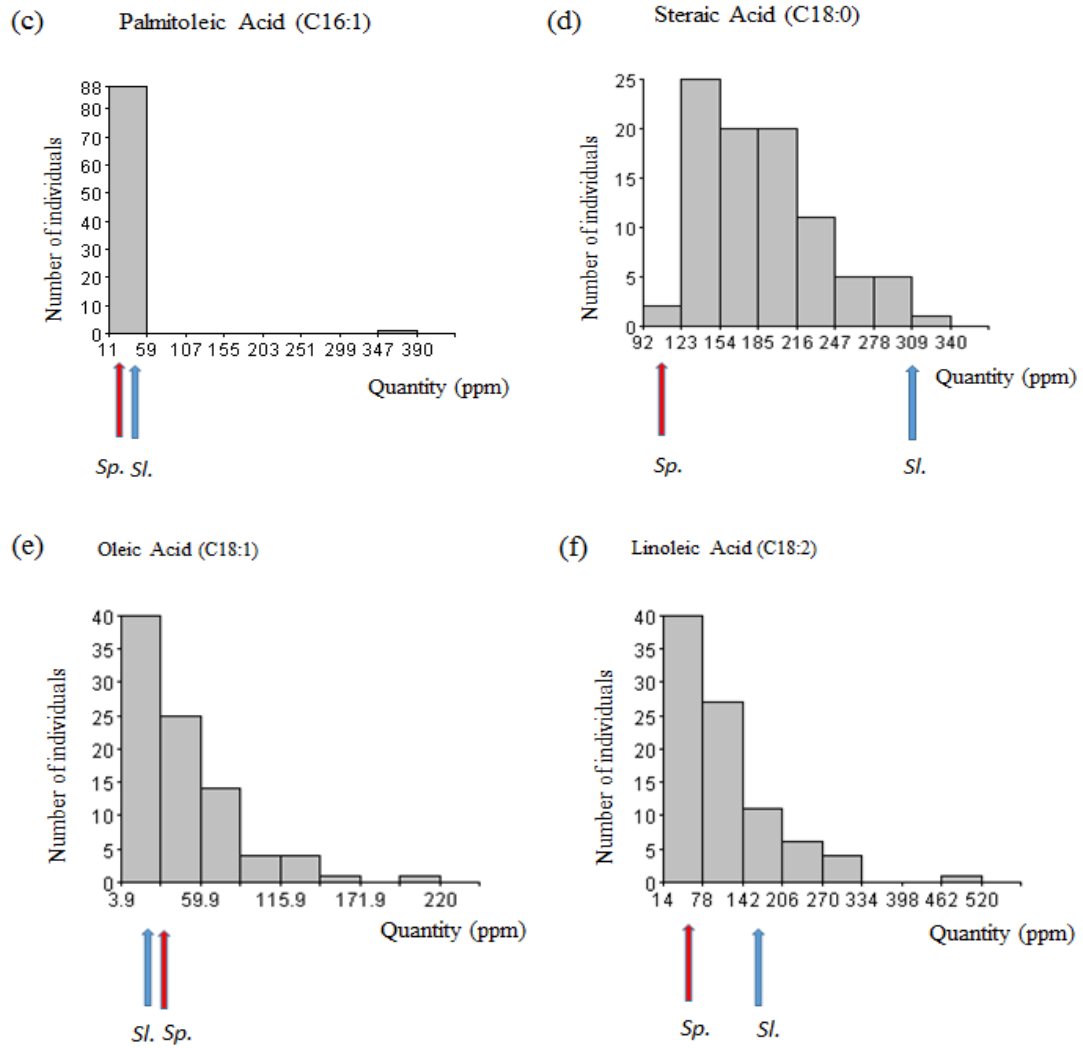 (c) Palmitoleic Acid (C16:1)
Number of individuals
88
80
70
60
50
40
30
20
10
0
11 59 107 155 203 251 299 347 390
Quantity (ppm)
Sp. Sl.
(d) Steraic Acid (C18:0)
Number of individuals
25
20
15
10
5
0
92 123 154 185 216 247 278 309 340
Quantity (ppm)
Sp. Sl.
(e) Oleic Acid (C18:1)
Number of individuals
40
35
30
25
20
15
10
5
0
3.9 59.9 115.9 171.9 220
Quantity (ppm)
Sl. Sp.
(f) Linoleic Acid (C18:2)
Number of individuals
40
35
30
25
20
15
10
5
0
14 78 142 206 270 334 398 462 520
Quantity (ppm)
Sp. Sl.